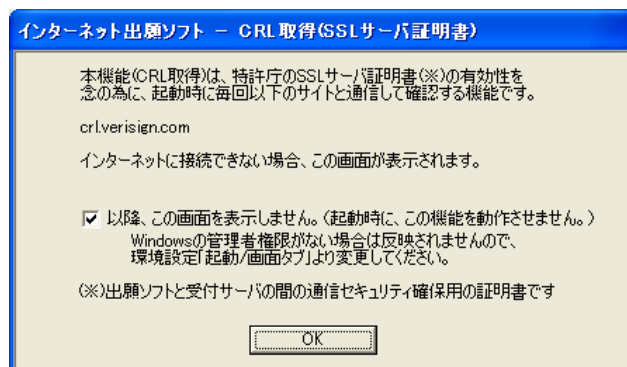 インターネット出願ソフト － CRL取得(SSLサーバ証明書)
本機能(CRL取得)は、特許庁のSSLサーバ証明書(※)の有効性を
念の為に、起動時に毎回以下のサイトと通信して確認する機能です。
crl.verisign.com
インターネットに接続できない場合、この画面が表示されます。
以降、この画面を表示しません。(起動時に、この機能を動作させません。)
Windowsの管理者権限がない場合は反映されませんので、
環境設定「起動/画面タブ」より変更してください。
(※)出願ソフトと受付サーバの間の通信セキュリティ確保用の証明書です
OK